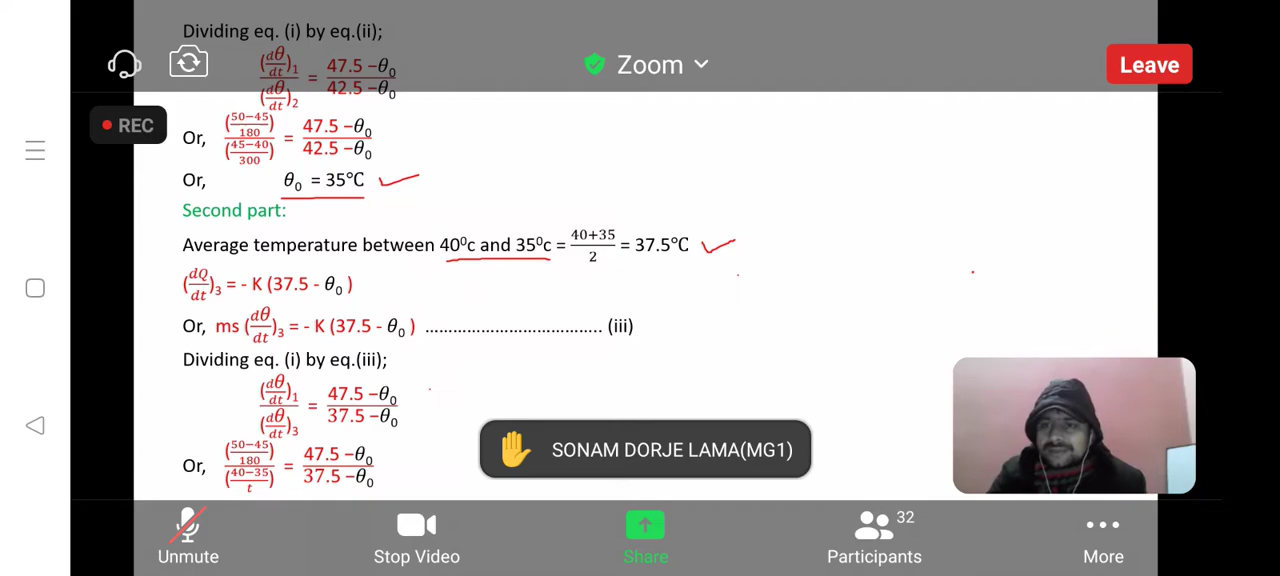 Dividing eq. (i) by eq.(ii);
(dθ/dt)₁ / (dθ/dt)₂ = 47.5 −θ₀ / 42.5 −θ₀
Zoom
Leave
REC
Or, (50−45/180) / (45−40/300) = 47.5 −θ₀ / 42.5 −θ₀
Or, θ₀ = 35℃
Second part:
Average temperature between 40⁰c and 35⁰c = 40+35 / 2 = 37.5℃
(dQ/dt)₃ = - K (37.5 - θ₀ )
Or, ms (dθ/dt)₃ = - K (37.5 - θ₀ ) ..................................... (iii)
Dividing eq. (i) by eq.(iii);
(dθ/dt)₁ / (dθ/dt)₃ = 47.5 −θ₀ / 37.5 −θ₀
SONAM DORJE LAMA(MG1)
Or, (50−45/180) / (40−35/t) = 47.5 −θ₀ / 37.5 −θ₀
Unmute
Stop Video
Share
32
Participants
More